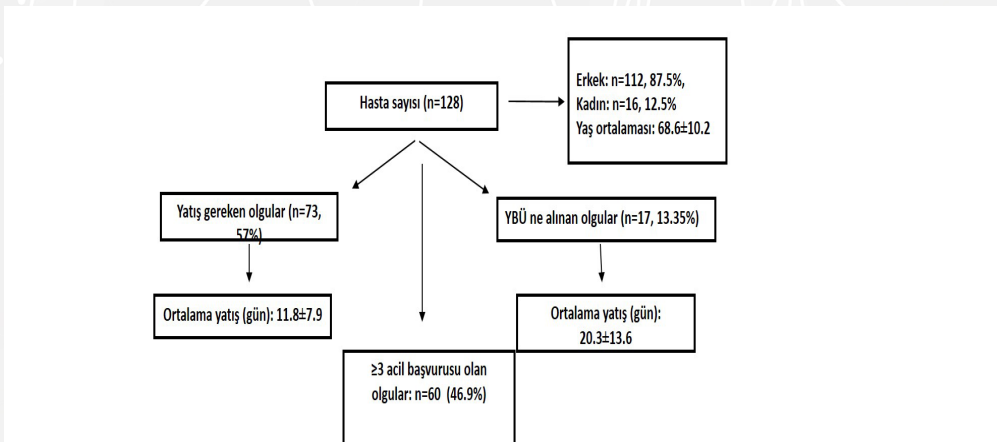 Hasta sayısı (n=128)
Erkek: n=112, 87.5%,
Kadın: n=16, 12.5%
Yaş ortalaması: 68.6±10.2
Yatış gereken olgular (n=73,
57%)
YBÜ ne alınan olgular (n=17, 13.35%)
Ortalama yatış (gün): 11.8±7.9
Ortalama yatış (gün):
20.3±13.6
≥3 acil başvurusu olan
olgular: n=60 (46.9%)